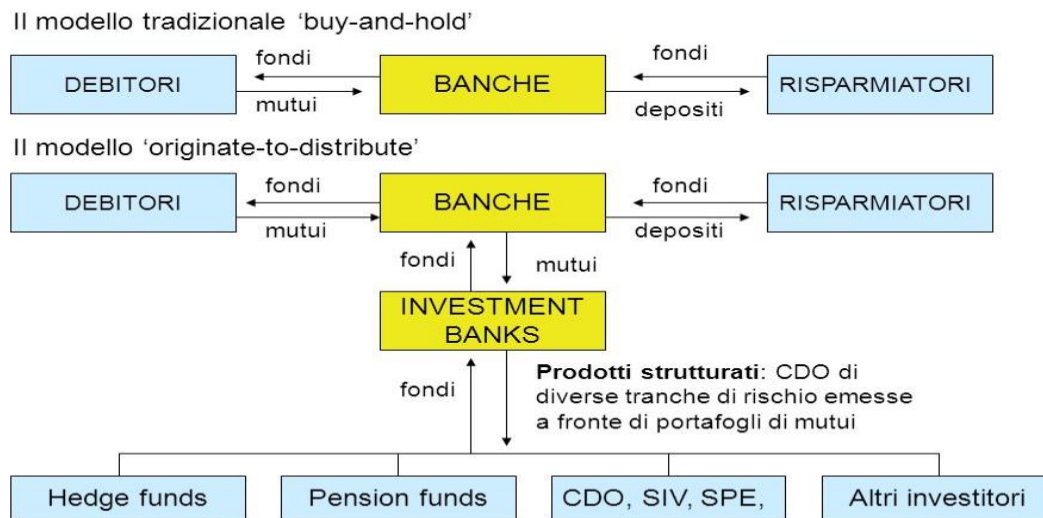 Il modello tradizionale ‘buy-and-hold’
fondi
fondi
DEBITORI
BANCHE
RISPARMIATORI
mutui
depositi
Il modello ‘originate-to-distribute’
fondi
fondi
DEBITORI
BANCHE
RISPARMIATORI
mutui
depositi
fondi
mutui
INVESTMENT
BANKS
fondi
Prodotti strutturati: CDO di
diverse tranche di rischio emesse
a fronte di portafogli di mutui
Hedge funds
Pension funds
CDO, SIV, SPE,
Altri investitori